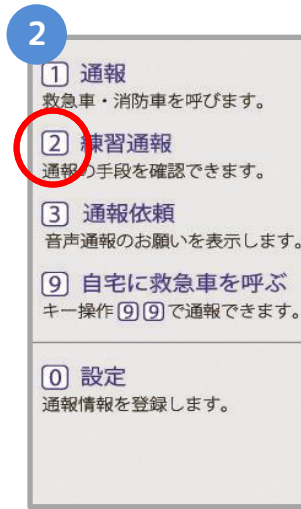 2
1 通報
救急車・消防車を呼びます。
2 練習通報
通報の手段を確認できます。
3 通報依頼
音声通報のお願いを表示します。
9 自宅に救急車を呼ぶ
キー操作99で通報できます。
0 設定
通報情報を登録します。